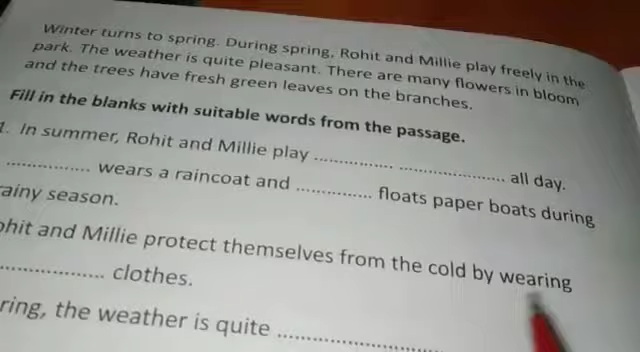 Winter turns to spring. During spring, Rohit and Millie play freely in the
park. The weather is quite pleasant. There are many flowers in bloom
and the trees have fresh green leaves on the branches.
Fill in the blanks with suitable words from the passage.
1. In summer, Rohit and Millie play .................. ........................ all day.
.................. wears a raincoat and ................ floats paper boats during
rainy season.
ohit and Millie protect themselves from the cold by wearing
...................... clothes.
ring, the weather is quite ..................................